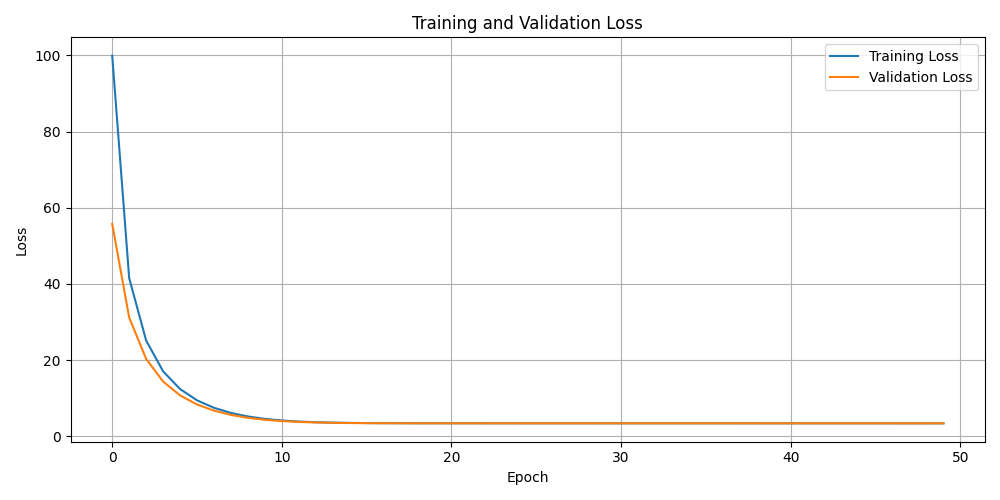 Training and Validation Loss
Training Loss
Validation Loss
100
80
60
40
20
0
Loss
0 10 20 30 40 50
Epoch